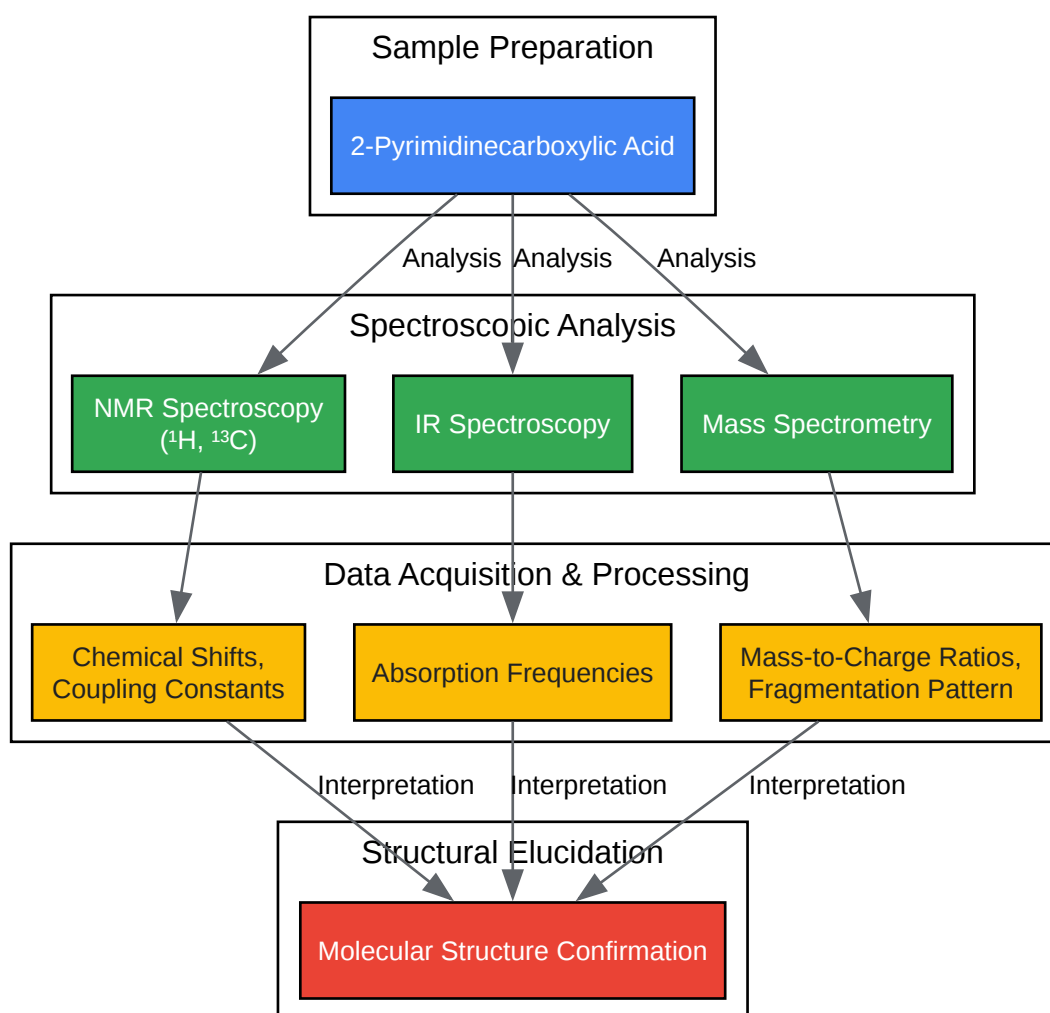 Sample Preparation
2-Pyrimidinecarboxylic Acid
Analysis Analysis Analysis
Spectroscopic Analysis
NMR Spectroscopy
(¹H, ¹³C)
IR Spectroscopy
Mass Spectrometry
Data Acquisition & Processing
Chemical Shifts,
Coupling Constants
Absorption Frequencies
Mass-to-Charge Ratios,
Fragmentation Pattern
Interpretation Interpretation Interpretation
Structural Elucidation
Molecular Structure Confirmation